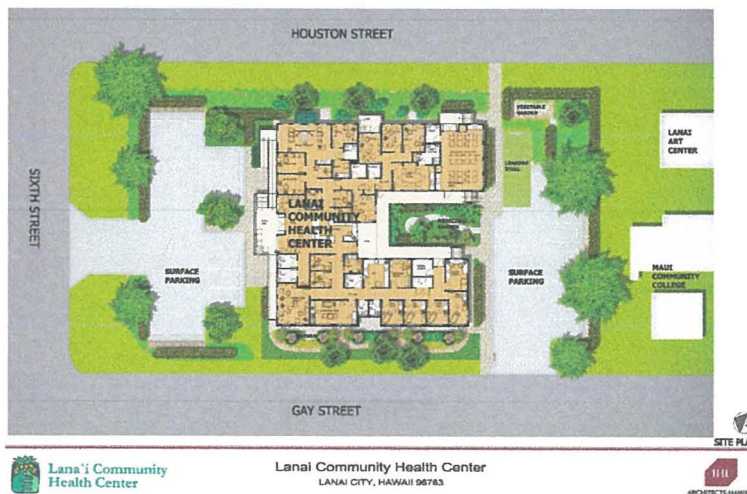 HOUSTON STREET
VEGETABLE
GARDEN
LANAI
ART
CENTER
LOADING
STALL
SIXTH STREET
LANAI
COMMUNITY
HEALTH
CENTER
SURFACE
PARKING
SURFACE
PARKING
MAUI
COMMUNITY
COLLEGE
GAY STREET
SITE PLA
Lana'i Community
Health Center
Lanai Community Health Center
LANAI CITY, HAWAII 96763
ARCHITECTS HAWAI